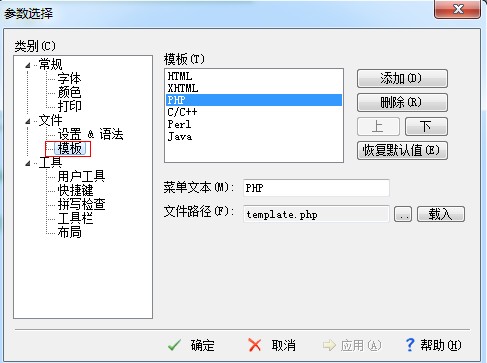 参数选择
类别(C)
常规
字体
颜色
打印
文件
设置 & 语法
模板
工具
用户工具
快捷键
拼写检查
工具栏
布局
模板(T)
HTML
XHTML
PHP
C/C++
Perl
Java
添加(D)
删除(R)
上 下
恢复默认值(E)
菜单文本(M): PHP
文件路径(F): template.php .. 载入
确定 取消 应用(A) 帮助(H)